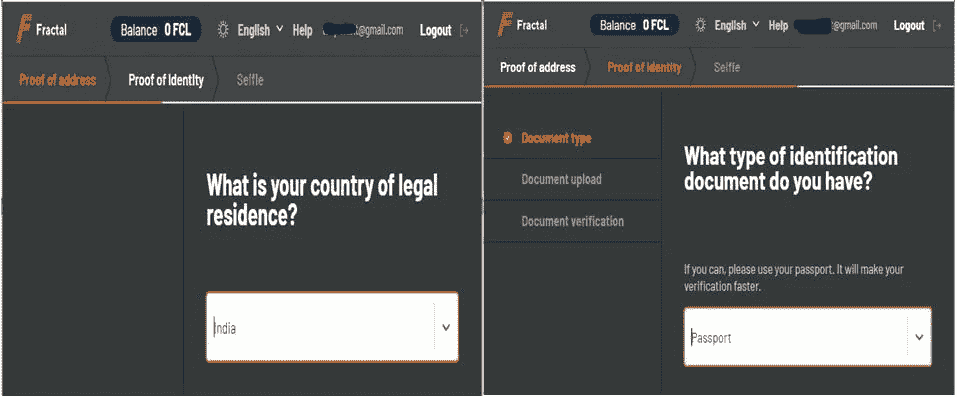 Fractal Balance 0 FCL English Help @gmail.com Logout
Proof of address Proof of Identity Selfie
What is your country of legal
residence?
India
Fractal Balance 0 FCL English Help @gmail.com Logout
Proof of address Proof of Identity Selfie
Document type
Document upload
Document verification
What type of identification
document do you have?
If you can, please use your passport. It will make your
verification faster.
Passport